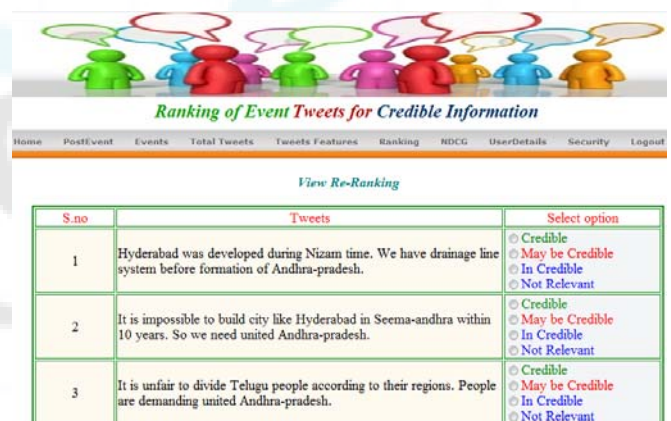 Ranking of Event Tweets for Credible Information
Home PostEvent Events Total Tweets Tweets Features Ranking NDCG UserDetails Security Logout
View Re-Ranking
S.no Tweets Select option
1 Hyderabad was developed during Nizam time. We have drainage line
system before formation of Andhra-pradesh.
Credible
May be Credible
In Credible
Not Relevant
2 It is impossible to build city like Hyderabad in Seema-andhra within
10 years. So we need united Andhra-pradesh.
Credible
May be Credible
In Credible
Not Relevant
3 It is unfair to divide Telugu people according to their regions. People
are demanding united Andhra-pradesh.
Credible
May be Credible
In Credible
Not Relevant